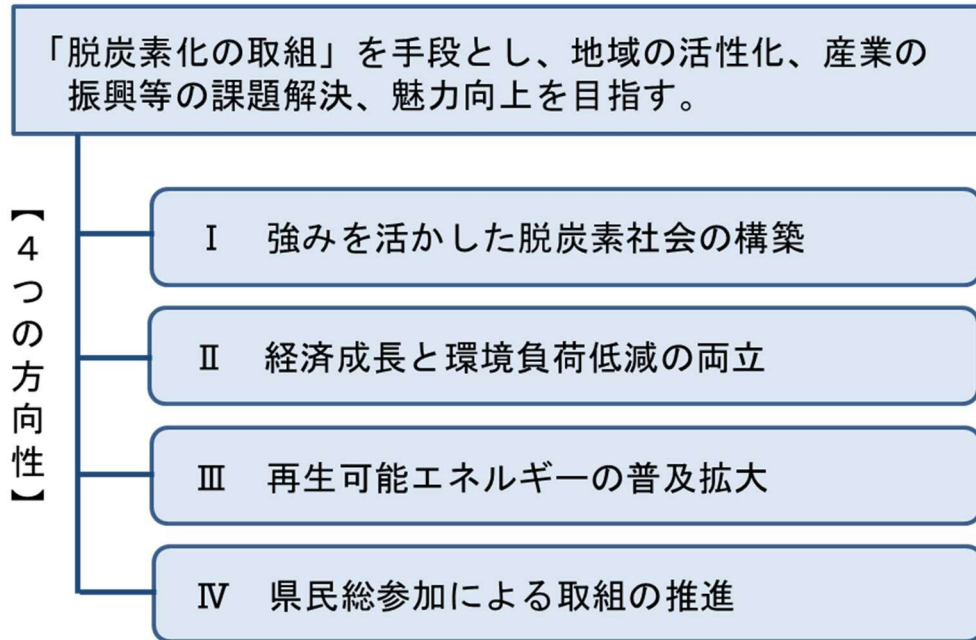 「脱炭素化の取組」を手段とし、地域の活性化、産業の
振興等の課題解決、魅力向上を目指す。
【4つの方向性】
Ⅰ 強みを活かした脱炭素社会の構築
Ⅱ 経済成長と環境負荷低減の両立
Ⅲ 再生可能エネルギーの普及拡大
Ⅳ 県民総参加による取組の推進